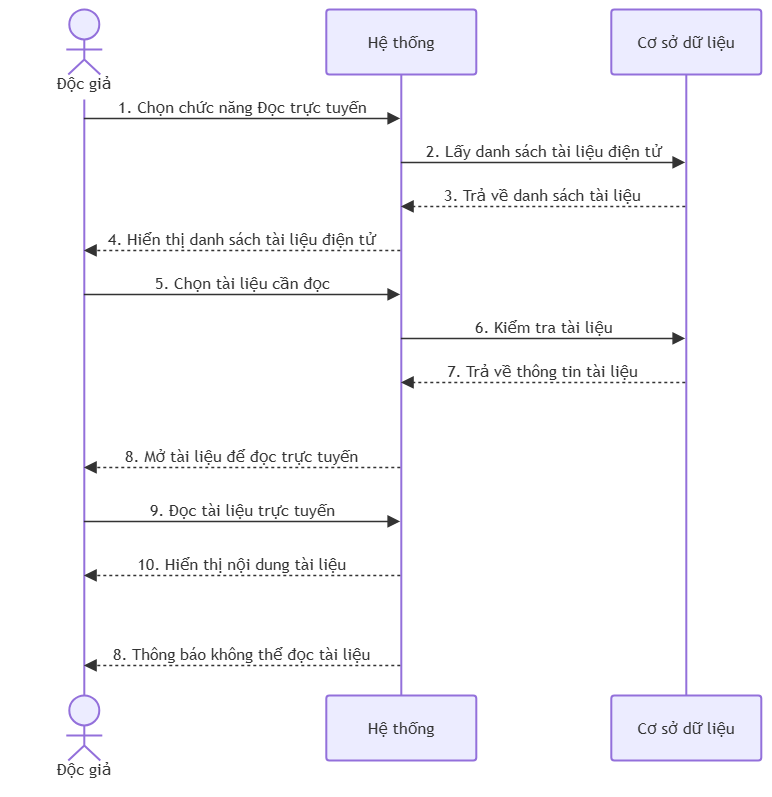 Độc giả
Hệ thống
Cơ sở dữ liệu
1. Chọn chức năng Đọc trực tuyến
2. Lấy danh sách tài liệu điện tử
3. Trả về danh sách tài liệu
4. Hiển thị danh sách tài liệu điện tử
5. Chọn tài liệu cần đọc
6. Kiểm tra tài liệu
7. Trả về thông tin tài liệu
8. Mở tài liệu để đọc trực tuyến
9. Đọc tài liệu trực tuyến
10. Hiển thị nội dung tài liệu
8. Thông báo không thể đọc tài liệu
Độc giả
Hệ thống
Cơ sở dữ liệu